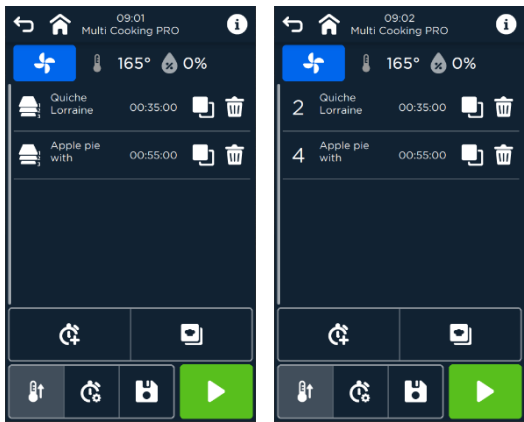 09:01
Multi Cooking PRO
165° 0%
Quiche
Lorraine 00:35:00
Apple pie
with 00:55:00
09:02
Multi Cooking PRO
165° 0%
2 Quiche
Lorraine 00:35:00
4 Apple pie
with 00:55:00